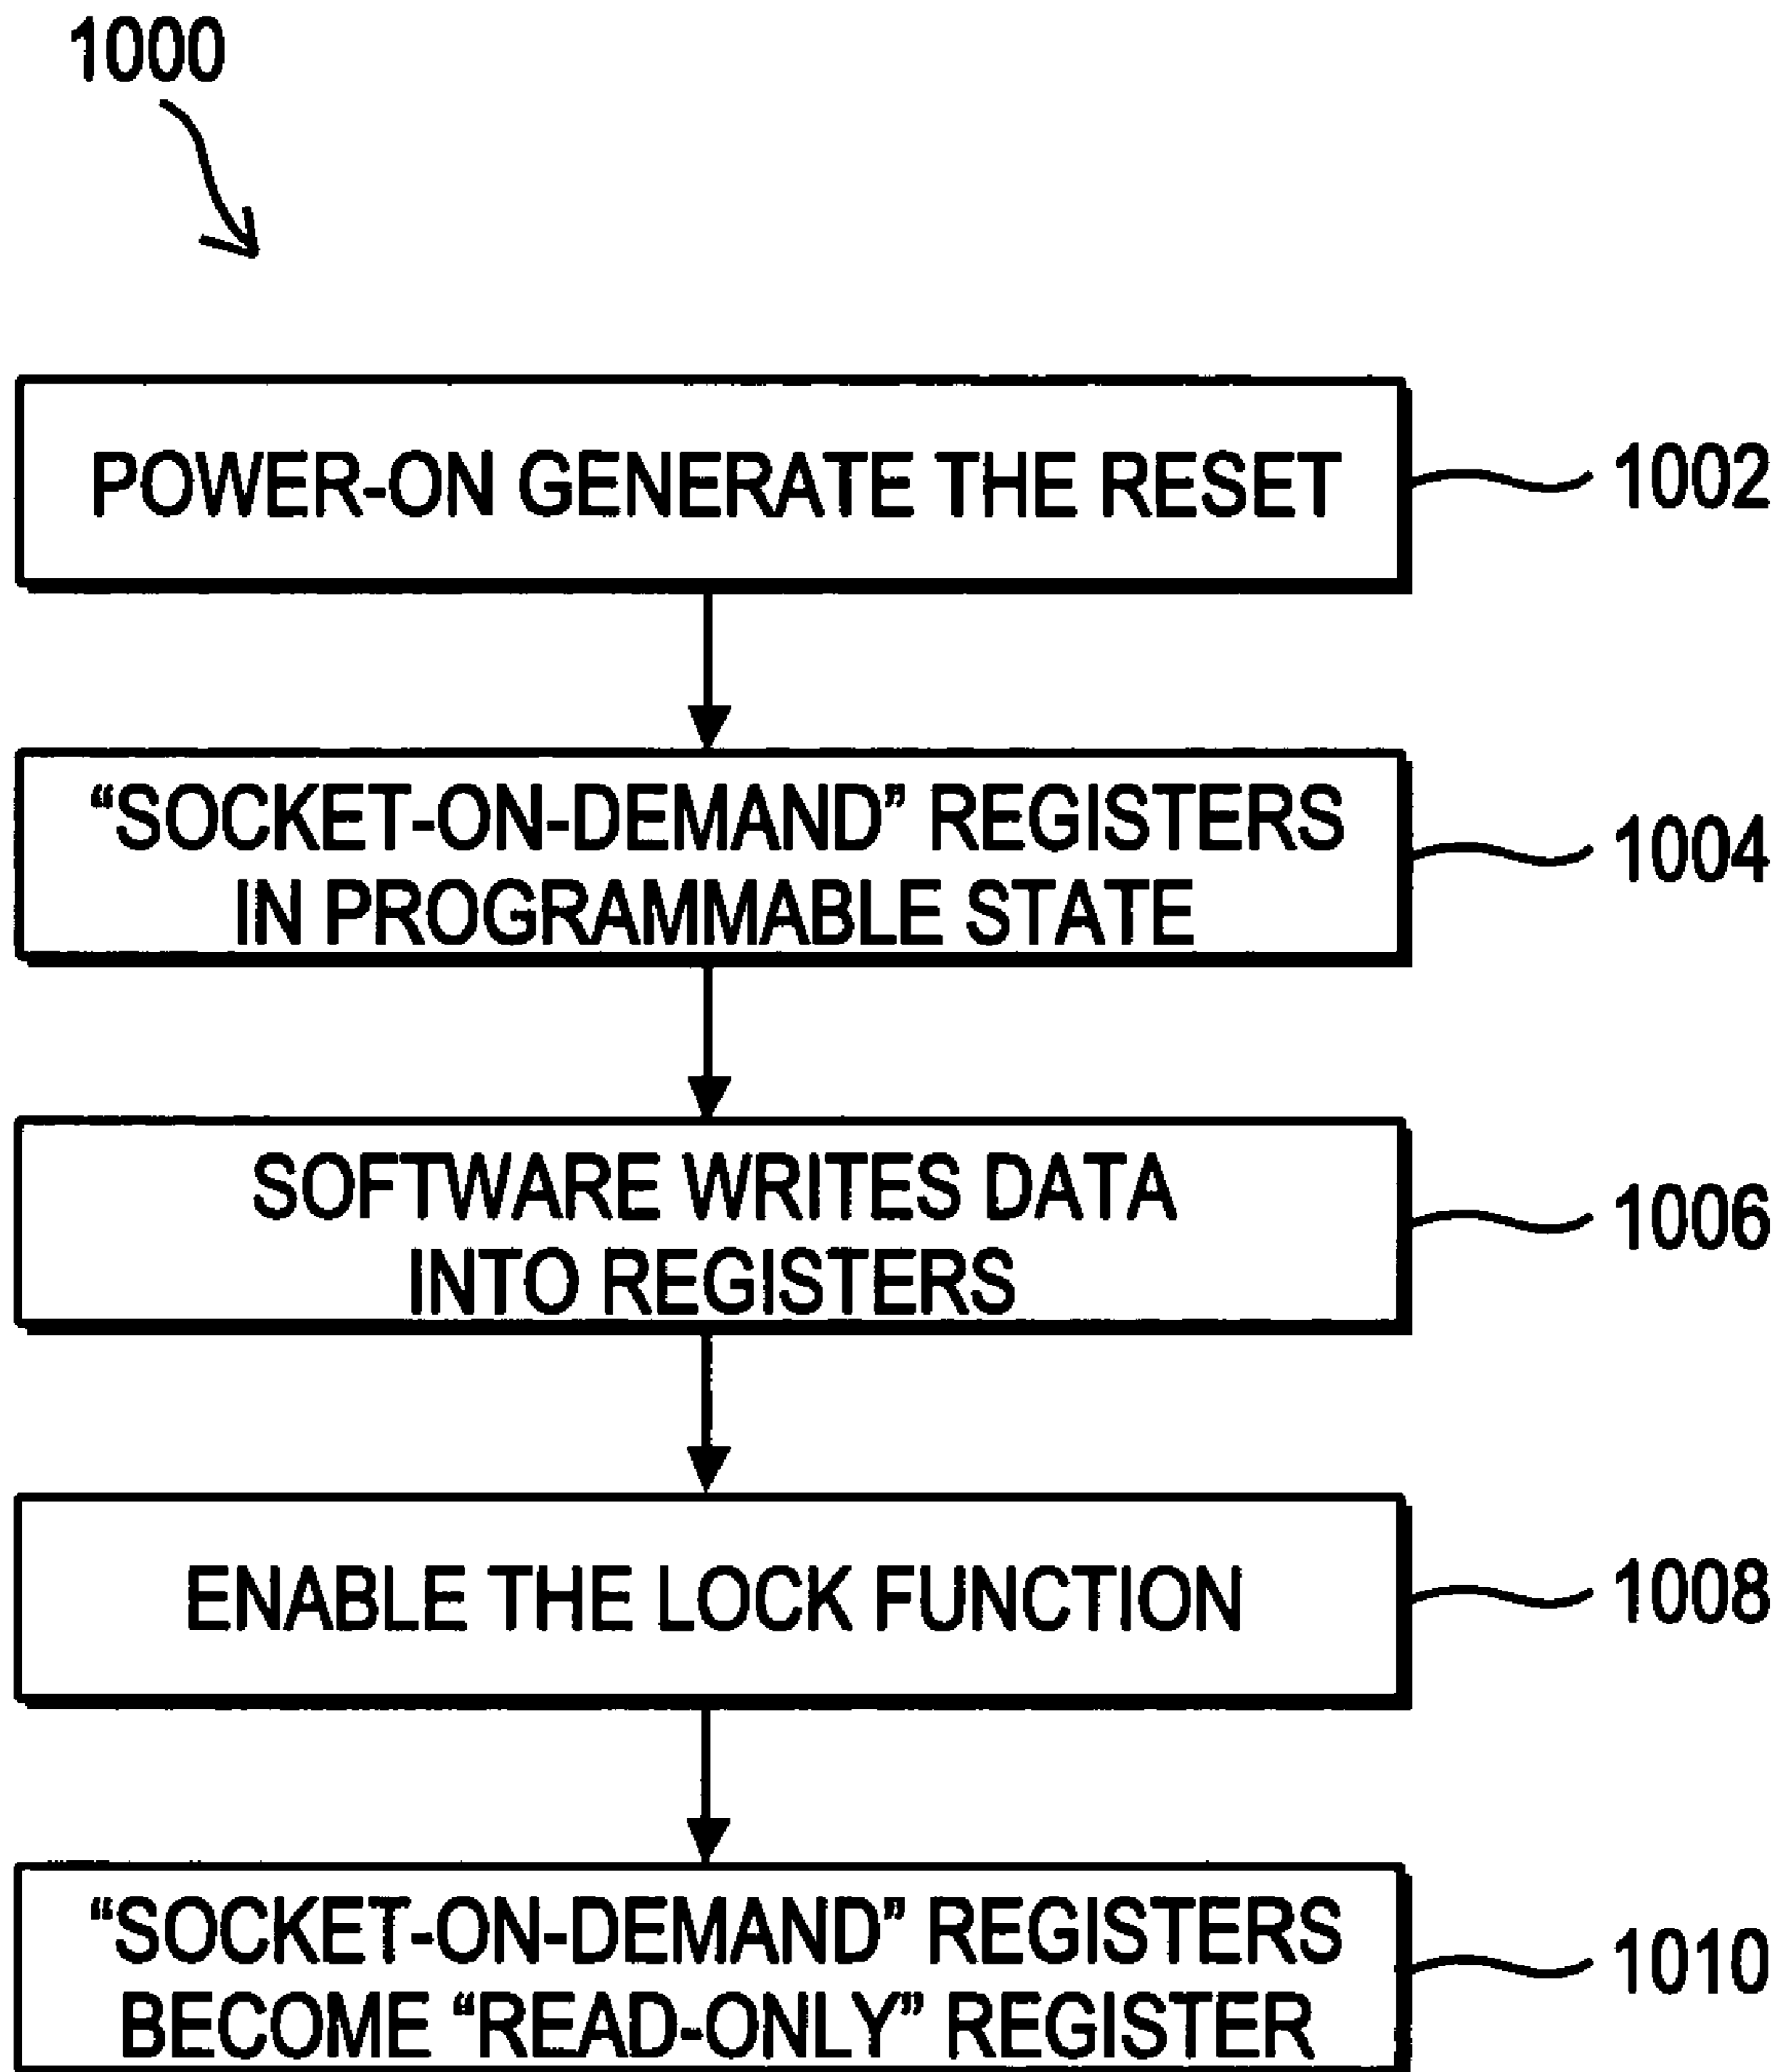 1000
POWER-ON GENERATE THE RESET
1002
“SOCKET-ON-DEMAND” REGISTERS
IN PROGRAMMABLE STATE
1004
SOFTWARE WRITES DATA
INTO REGISTERS
1006
ENABLE THE LOCK FUNCTION
1008
“SOCKET-ON-DEMAND” REGISTERS
BECOME “READ-ONLY” REGISTER
1010